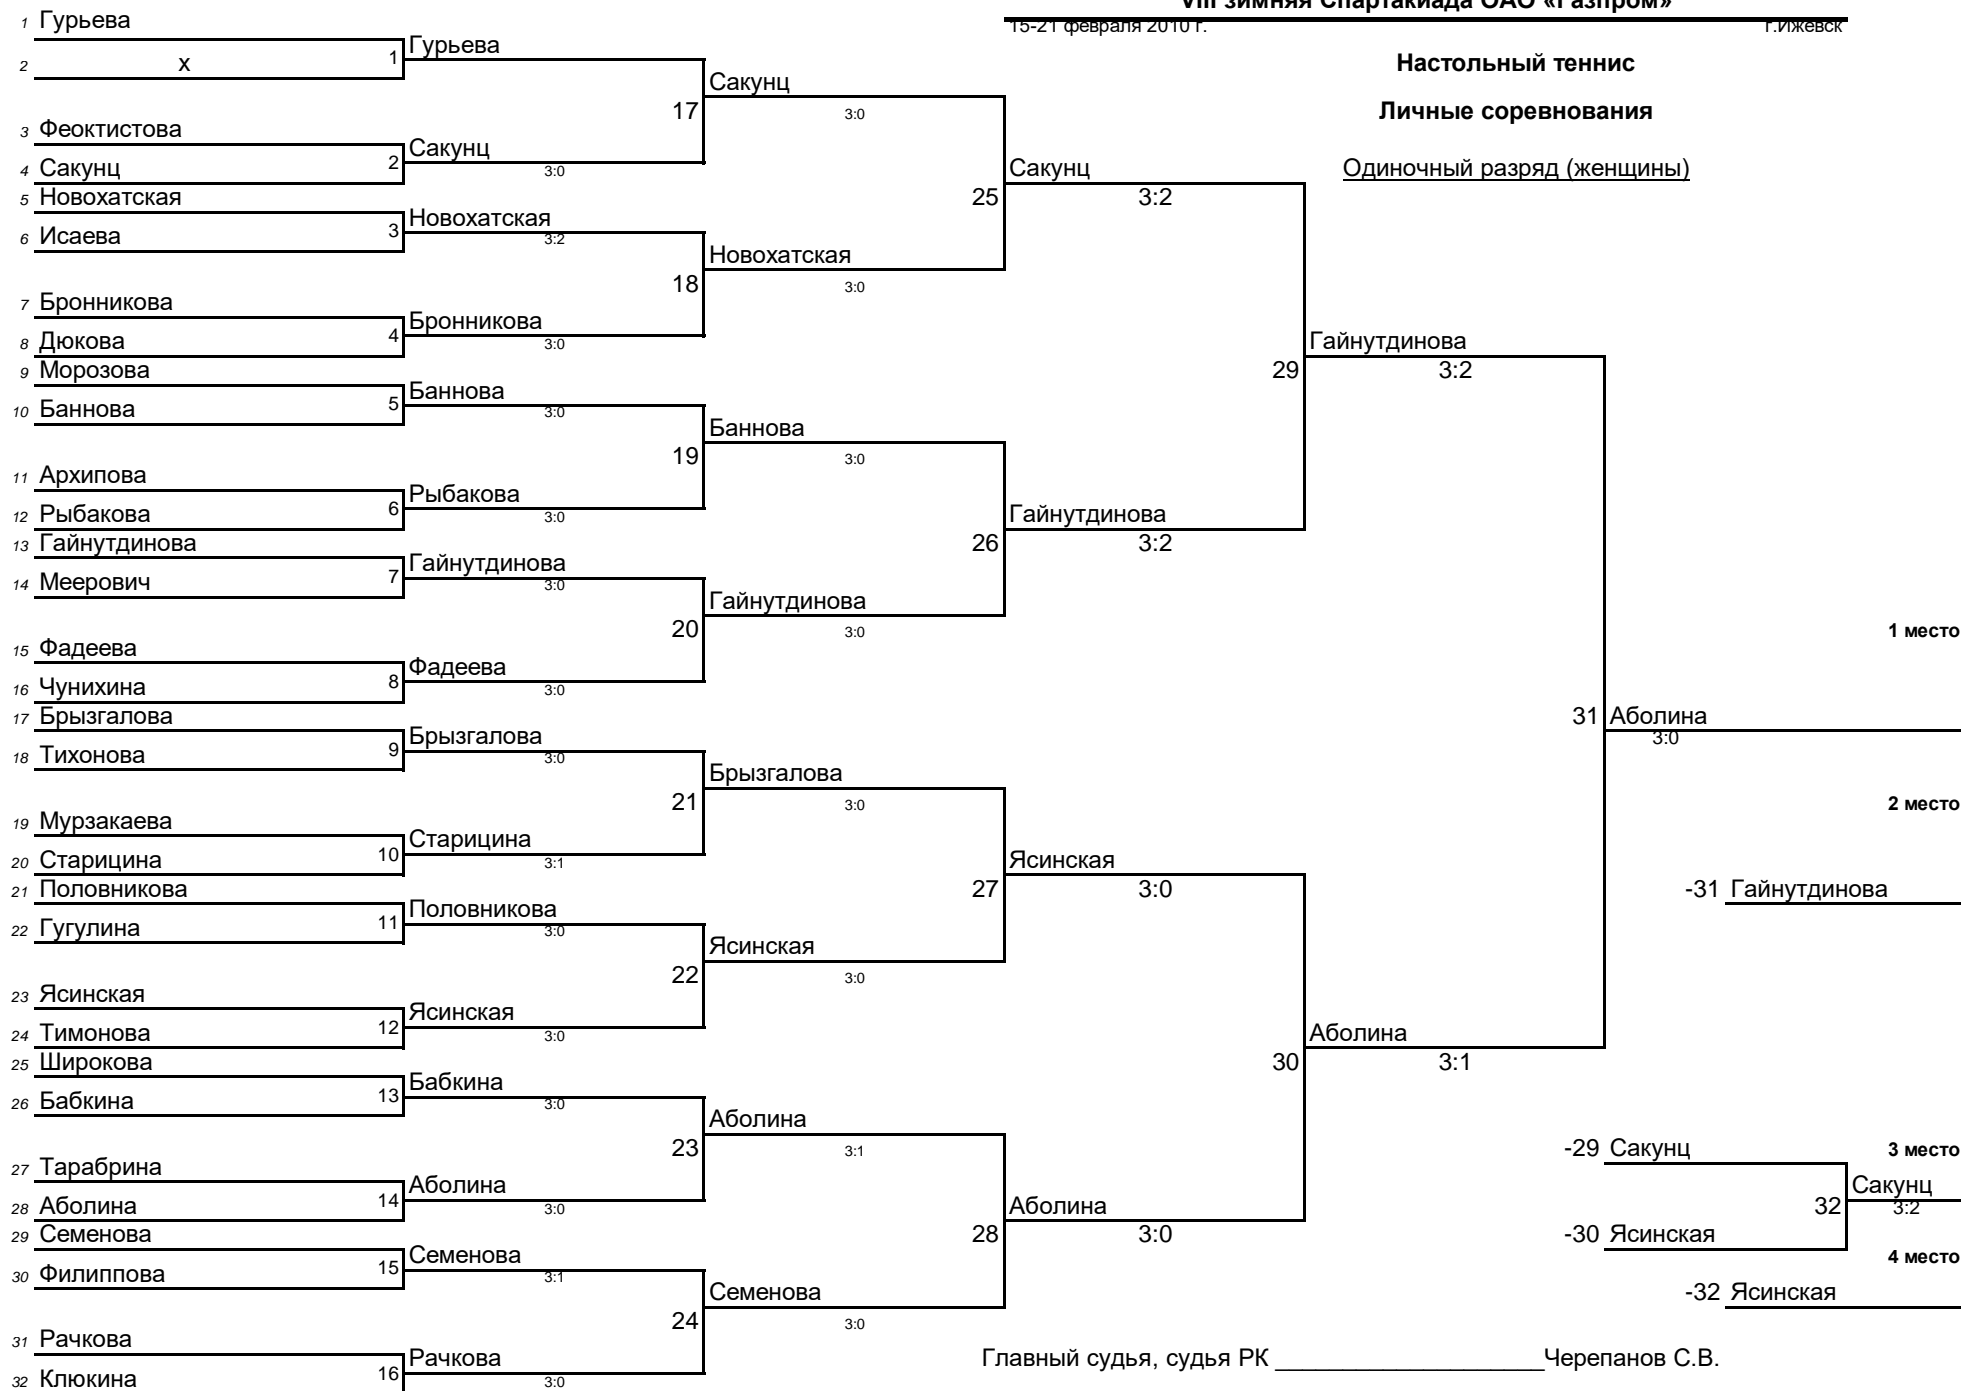 VIII зимняя Спартакиада ОАО «Газпром»
15-21 февраля 2010 г. г.Ижевск
Настольный теннис
Личные соревнования
Одиночный разряд (женщины)
1 Гурьева
2 х
1 Гурьева
3 Феоктистова
4 Сакунц
2 Сакунц
3:0
17 Сакунц
3:0
5 Новохатская
6 Исаева
3 Новохатская
3:2
7 Бронникова
8 Дюкова
4 Бронникова
3:0
18 Новохатская
3:0
25 Сакунц
3:2
9 Морозова
10 Баннова
5 Баннова
3:0
11 Архипова
12 Рыбакова
6 Рыбакова
3:0
19 Баннова
3:0
13 Гайнутдинова
14 Меерович
7 Гайнутдинова
3:0
15 Фадеева
16 Чунихина
8 Фадеева
3:0
20 Гайнутдинова
3:0
26 Гайнутдинова
3:2
29 Гайнутдинова
3:2
17 Брызгалова
18 Тихонова
9 Брызгалова
3:0
19 Мурзакаева
20 Старицина
10 Старицина
3:1
21 Брызгалова
3:0
21 Половникова
22 Гугулина
11 Половникова
3:0
23 Ясинская
24 Тимонова
12 Ясинская
3:0
22 Ясинская
3:0
27 Ясинская
3:0
25 Широкова
26 Бабкина
13 Бабкина
3:0
27 Тарабрина
28 Аболина
14 Аболина
3:0
23 Аболина
3:1
29 Семенова
30 Филиппова
15 Семенова
3:1
31 Рачкова
32 Клюкина
16 Рачкова
3:0
24 Семенова
3:0
28 Аболина
3:0
30 Аболина
3:1
1 место
31 Аболина
3:0
2 место
-31 Гайнутдинова
-29 Сакунц
3 место
32 Сакунц
3:2
-30 Ясинская
4 место
-32 Ясинская
Главный судья, судья РК ____________________Черепанов С.В.